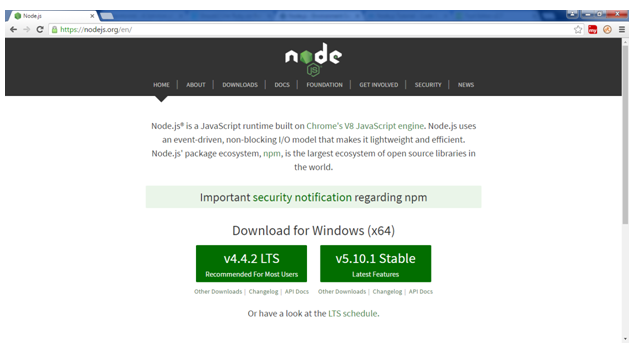 Node.js
https://nodejs.org/en/
node
JS
HOME | ABOUT | DOWNLOADS | DOCS | FOUNDATION | GET INVOLVED | SECURITY | NEWS
Node.js® is a JavaScript runtime built on Chrome's V8 JavaScript engine. Node.js uses
an event-driven, non-blocking I/O model that makes it lightweight and efficient.
Node.js' package ecosystem, npm, is the largest ecosystem of open source libraries in
the world.
Important security notification regarding npm
Download for Windows (x64)
v4.4.2 LTS v5.10.1 Stable
Recommended For Most Users Latest Features
Other Downloads | Changelog | API Docs Other Downloads | Changelog | API Docs
Or have a look at the LTS schedule.